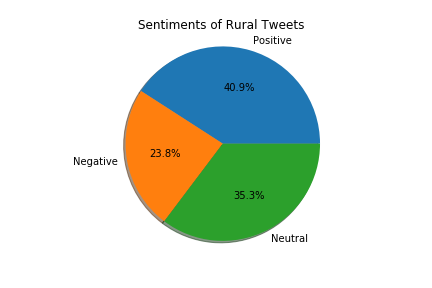 Sentiments of Rural Tweets
Positive
40.9%
Negative
23.8%
35.3%
Neutral